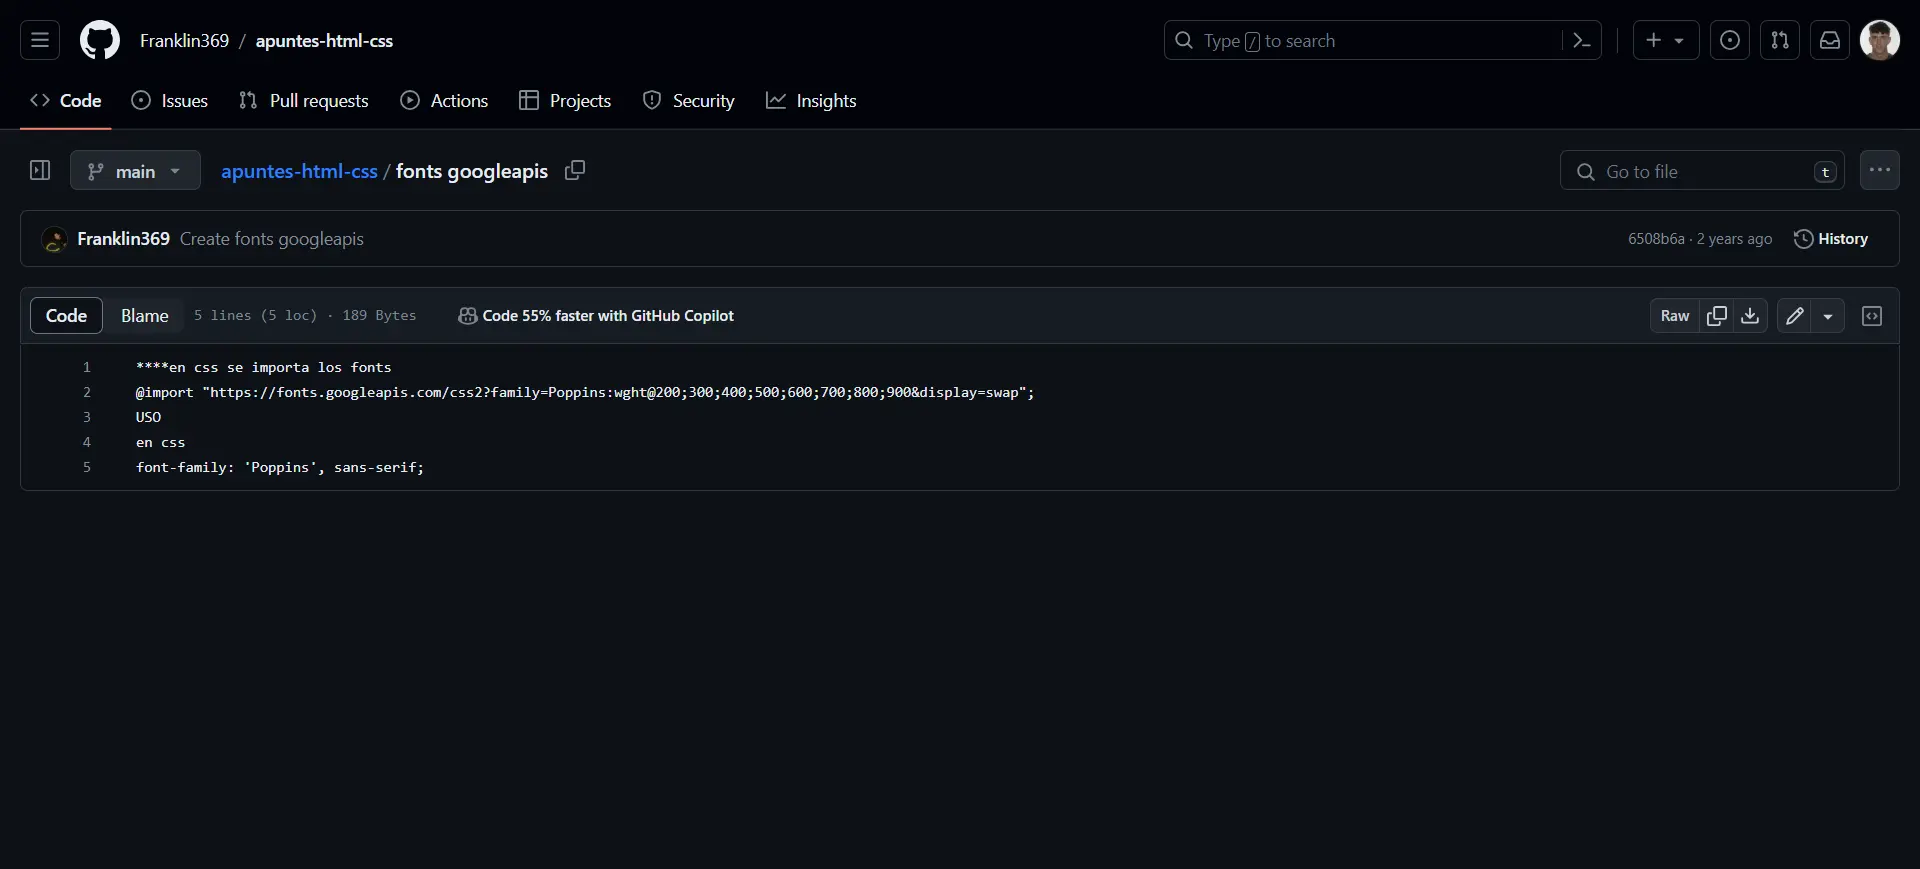 Franklin369 / apuntes-html-css
Type / to search
Code
Issues
Pull requests
Actions
Projects
Security
Insights
main
apuntes-html-css / fonts googleapis
Go to file
t
Franklin369 Create fonts googleapis
6508b6a · 2 years ago
History
Code
Blame
5 lines (5 loc) · 189 Bytes
Code 55% faster with GitHub Copilot
Raw
1 ****en css se importa los fonts
2 @import "https://fonts.googleapis.com/css2?family=Poppins:wght@200;300;400;500;600;700;800;900&display=swap";
3 USO
4 en css
5 font-family: 'Poppins', sans-serif;